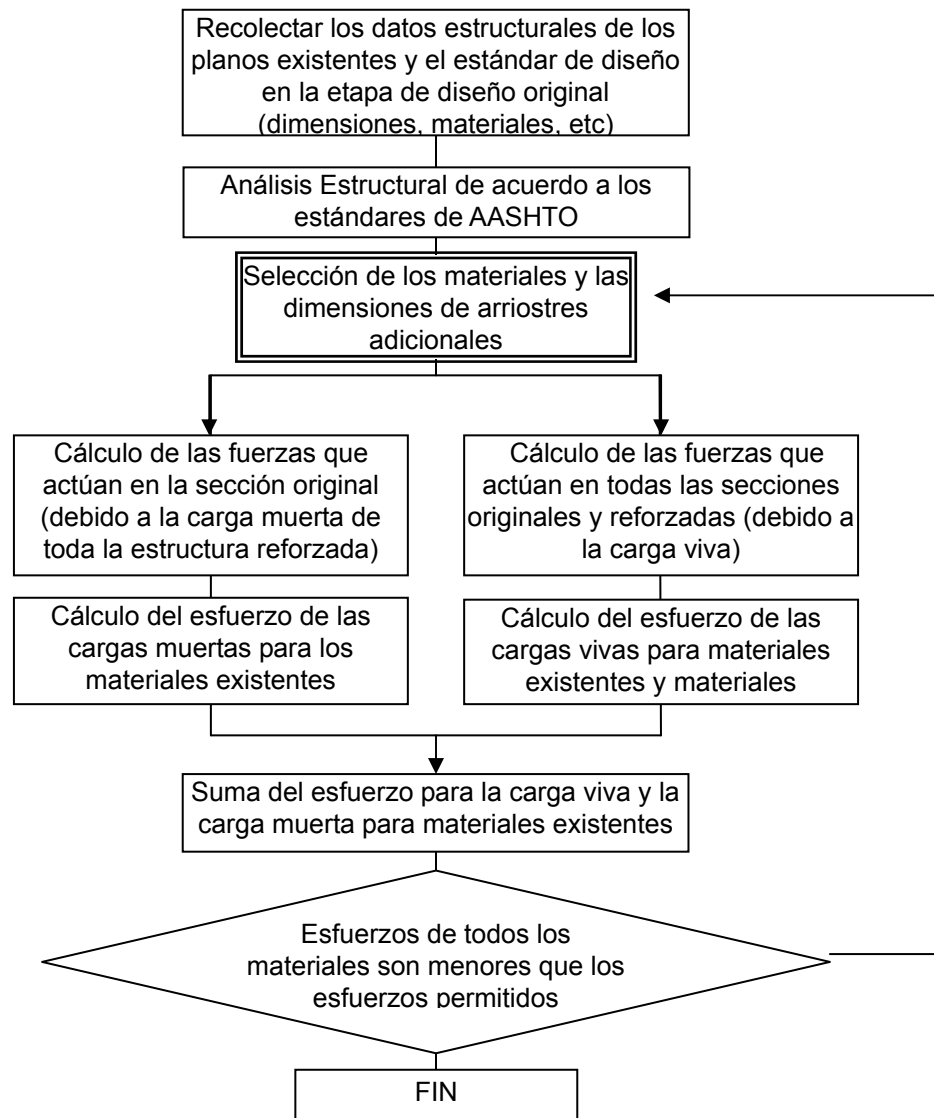 Recolectar los datos estructurales de los
planos existentes y el estándar de diseño
en la etapa de diseño original
(dimensiones, materiales, etc)
Análisis Estructural de acuerdo a los
estándares de AASHTO
Selección de los materiales y las
dimensiones de arriostres
adicionales
Cálculo de las fuerzas que
actúan en la sección original
(debido a la carga muerta de
toda la estructura reforzada)
Cálculo de las fuerzas que
actúan en todas las secciones
originales y reforzadas (debido a
la carga viva)
Cálculo del esfuerzo de las
cargas muertas para los
materiales existentes
Cálculo del esfuerzo de las
cargas vivas para materiales
existentes y materiales
Suma del esfuerzo para la carga viva y la
carga muerta para materiales existentes
Esfuerzos de todos los
materiales son menores que los
esfuerzos permitidos
FIN